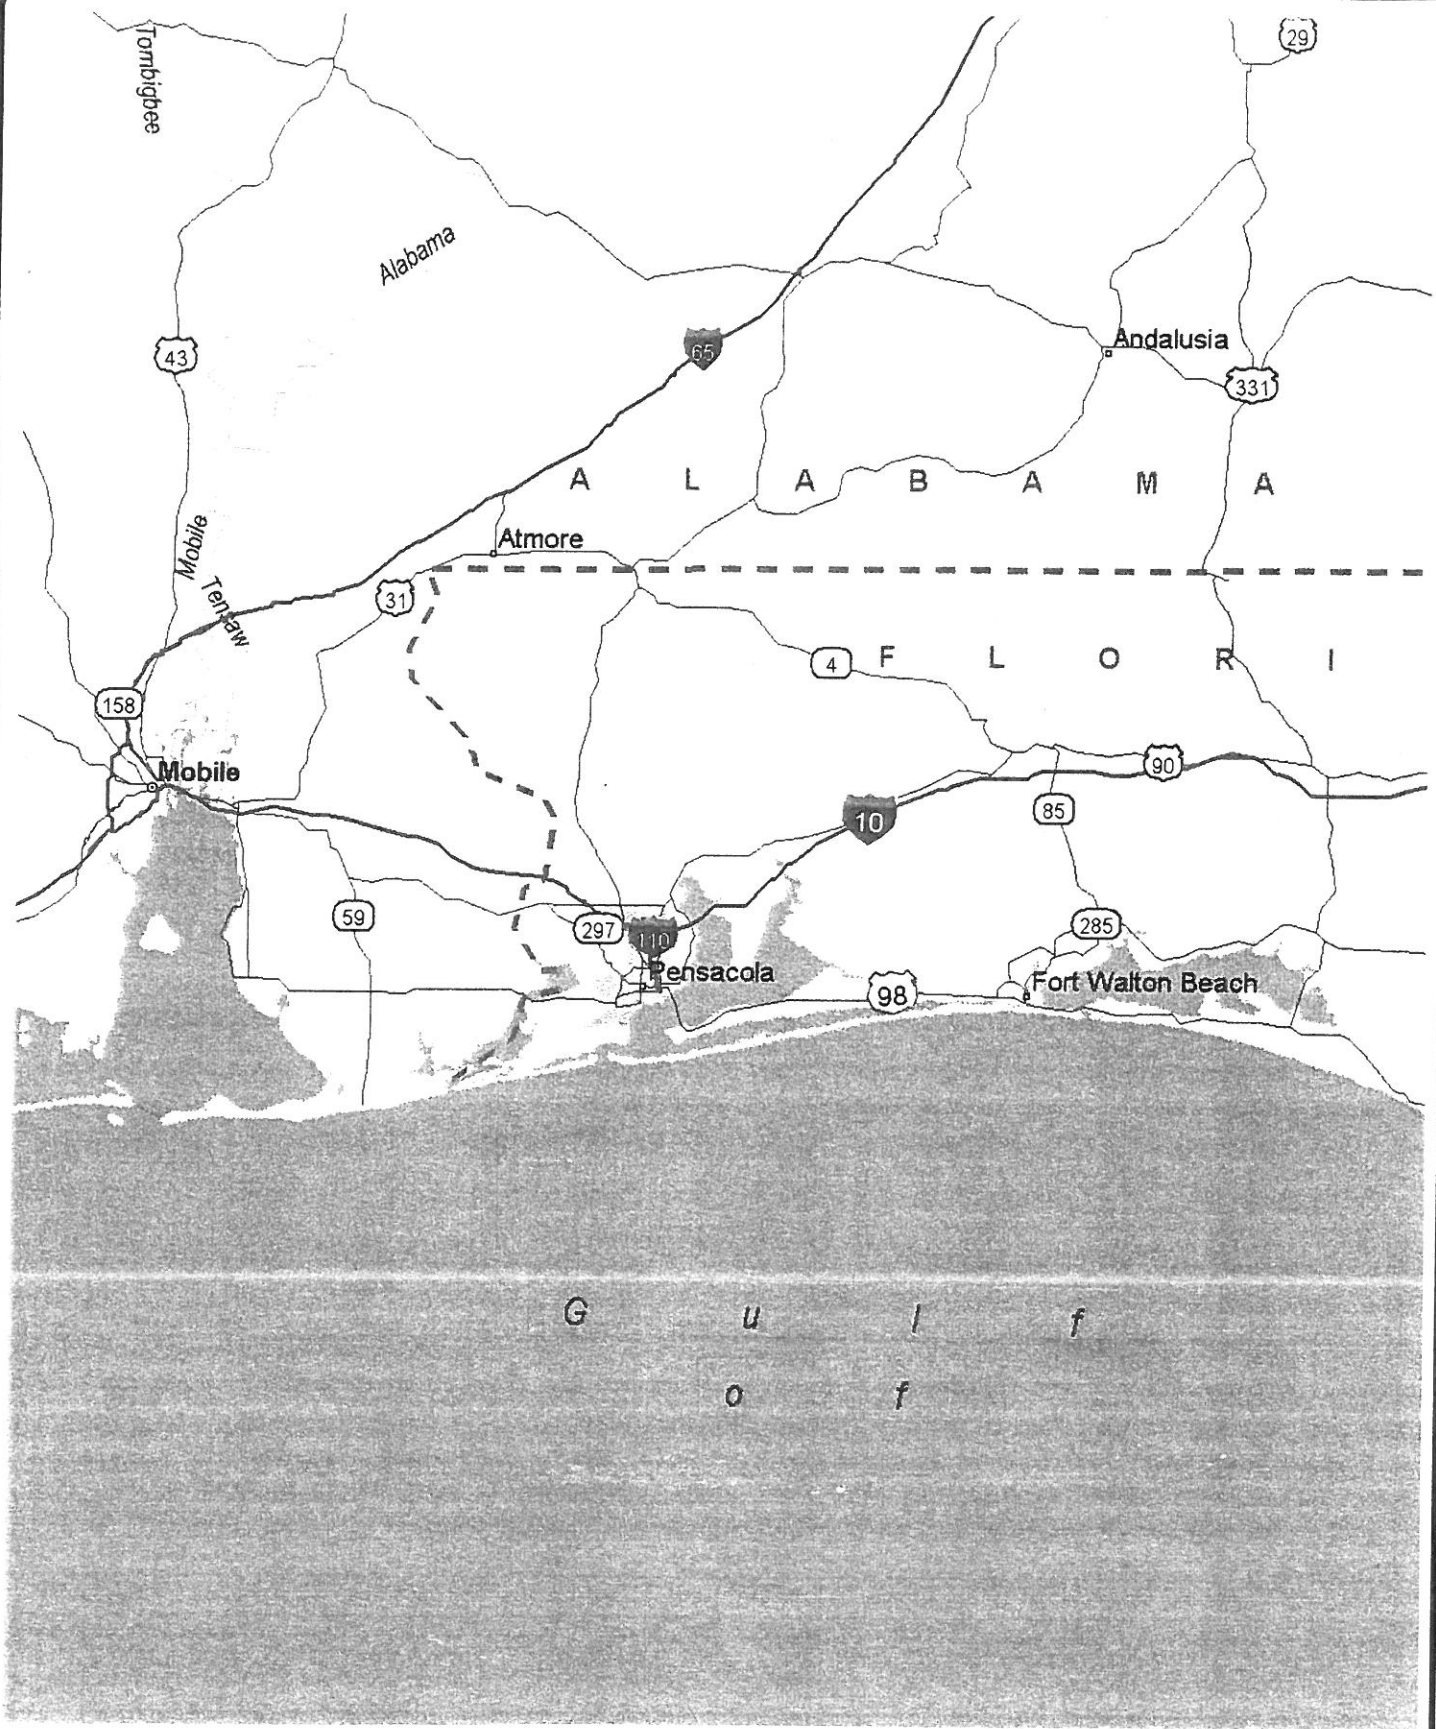 29
Tombigbee
Alabama
43
65
Andalusia
331
A L A B A M A
Mobile
Atmore
Tensaw
31
4
F L O R I
158
90
Mobile
85
10
59
297
110
285
Pensacola
Fort Walton Beach
98
G u l f
o f